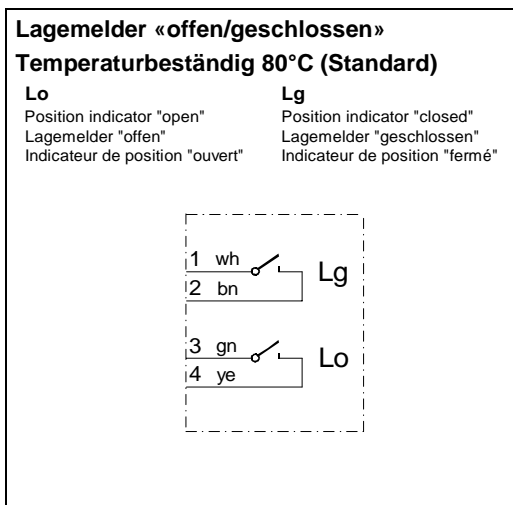 Lagemelder «offen/geschlossen»
Temperaturbeständig 80°C (Standard)
Lo
Position indicator "open"
Lagemelder "offen"
Indicateur de position "ouvert"
Lg
Position indicator "closed"
Lagemelder "geschlossen"
Indicateur de position "fermé"
1 wh
2 bn
Lg
3 gn
4 ye
Lo